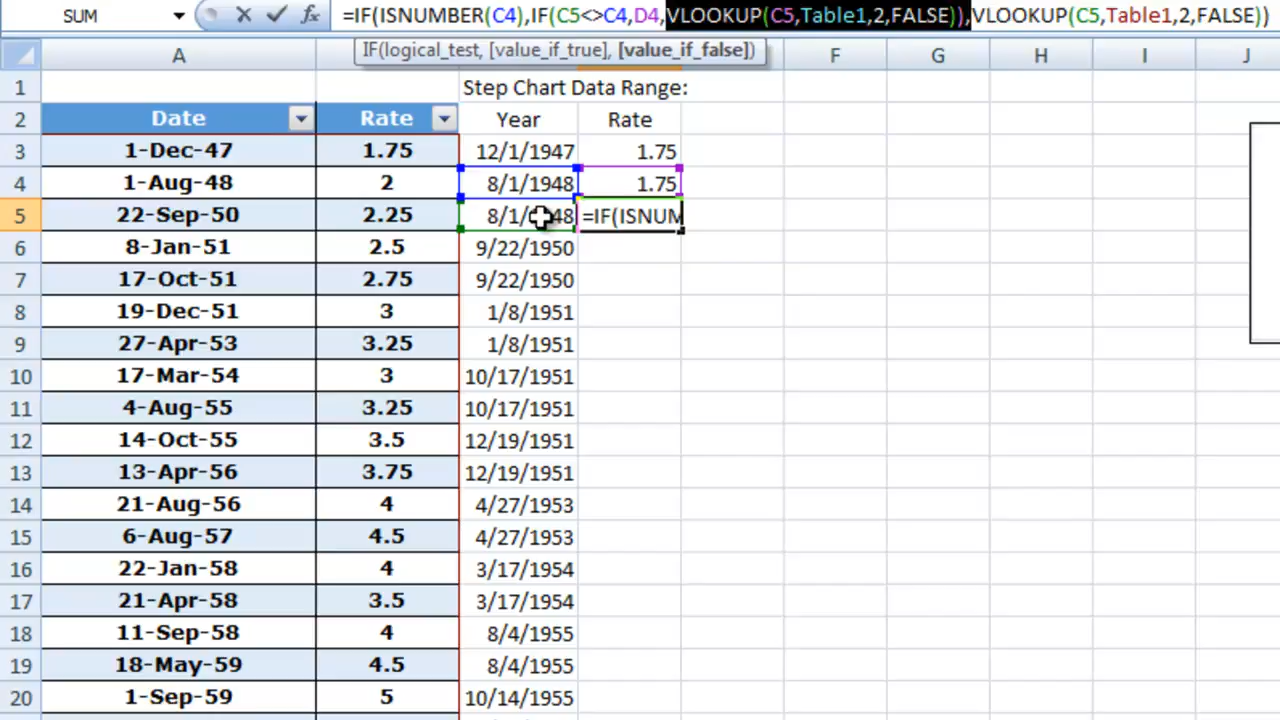 SUM fx =IF(ISNUMBER(C4),IF(C5<>C4,D4,VLOOKUP(C5,Table1,2,FALSE)),VLOOKUP(C5,Table1,2,FALSE))
IF(logical_test, [value_if_true], [value_if_false])
A F G H I J
1 Step Chart Data Range:
2 Date Rate Year Rate
3 1-Dec-47 1.75 12/1/1947 1.75
4 1-Aug-48 2 8/1/1948 1.75
5 22-Sep-50 2.25 8/1/ 48 =IF(ISNUM
6 8-Jan-51 2.5 9/22/1950
7 17-Oct-51 2.75 9/22/1950
8 19-Dec-51 3 1/8/1951
9 27-Apr-53 3.25 1/8/1951
10 17-Mar-54 3 10/17/1951
11 4-Aug-55 3.25 10/17/1951
12 14-Oct-55 3.5 12/19/1951
13 13-Apr-56 3.75 12/19/1951
14 21-Aug-56 4 4/27/1953
15 6-Aug-57 4.5 4/27/1953
16 22-Jan-58 4 3/17/1954
17 21-Apr-58 3.5 3/17/1954
18 11-Sep-58 4 8/4/1955
19 18-May-59 4.5 8/4/1955
20 1-Sep-59 5 10/14/1955